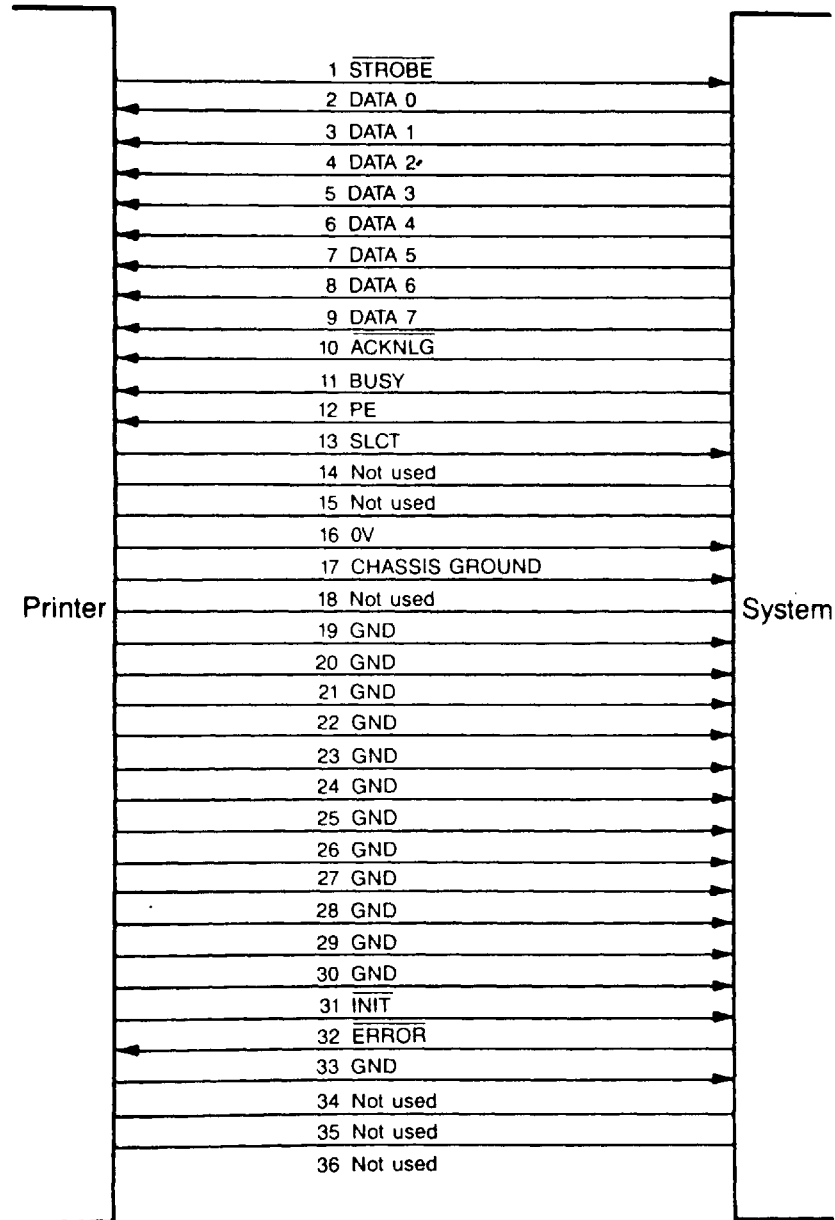 1 STROBE
2 DATA 0
3 DATA 1
4 DATA 2
5 DATA 3
6 DATA 4
7 DATA 5
8 DATA 6
9 DATA 7
10 ACKNLG
11 BUSY
12 PE
13 SLCT
14 Not used
15 Not used
16 0V
17 CHASSIS GROUND
18 Not used
Printer
System
19 GND
20 GND
21 GND
22 GND
23 GND
24 GND
25 GND
26 GND
27 GND
28 GND
29 GND
30 GND
31 INIT
32 ERROR
33 GND
34 Not used
35 Not used
36 Not used